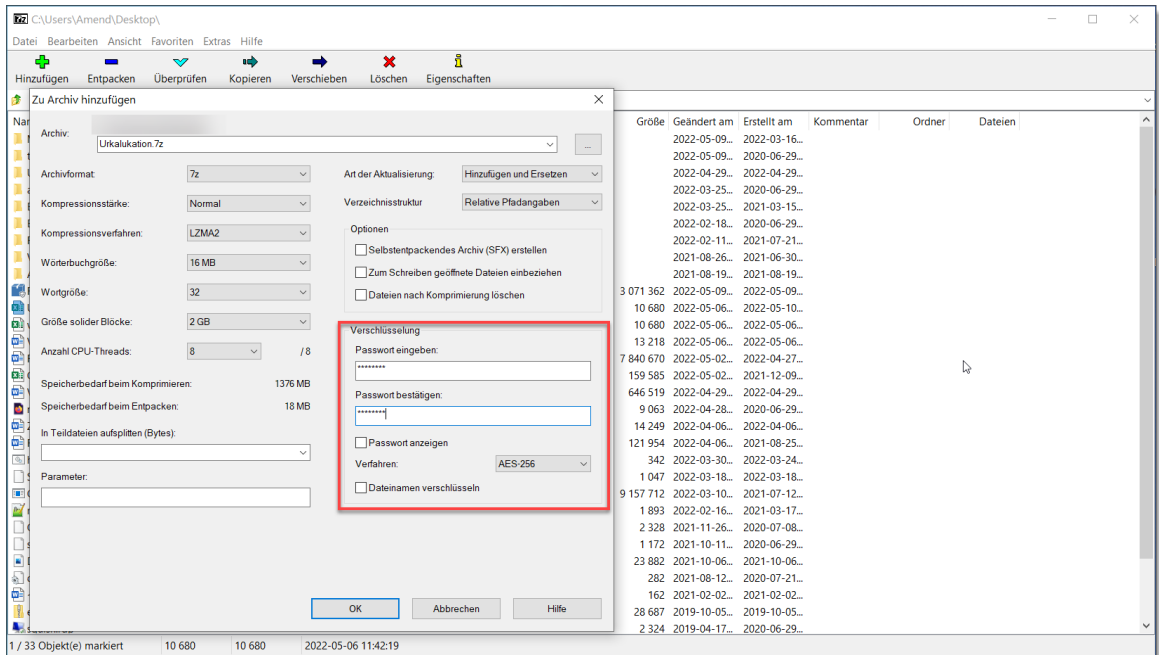 C:\Users\Amend\Desktop\
Datei Bearbeiten Ansicht Favoriten Extras Hilfe
Hinzufügen Entpacken Überprüfen Kopieren Verschieben Löschen Eigenschaften
Zu Archiv hinzufügen
Archiv:
Urkalukation.7z
...
Archivformat: 7z
Kompressionsstärke: Normal
Kompressionsverfahren: LZMA2
Wörterbuchgröße: 16 MB
Wortgröße: 32
Größe solider Blöcke: 2 GB
Anzahl CPU-Threads: 8 / 8
Speicherbedarf beim Komprimieren: 1376 MB
Speicherbedarf beim Entpacken: 18 MB
In Teildateien aufsplitten (Bytes):
Parameter:
Art der Aktualisierung: Hinzufügen und Ersetzen
Verzeichnisstruktur Relative Pfadangaben
Optionen
Selbstentpackendes Archiv (SFX) erstellen
Zum Schreiben geöffnete Dateien einbeziehen
Dateien nach Komprimierung löschen
Verschlüsselung
Passwort eingeben:
********
Passwort bestätigen:
********
Passwort anzeigen
Verfahren: AES-256
Dateinamen verschlüsseln
OK Abbrechen Hilfe
Größe Geändert am Erstellt am Kommentar Ordner Dateien
2022-05-09... 2022-03-16...
2022-05-09... 2020-06-29...
2022-04-29... 2022-04-29...
2022-03-25... 2020-06-29...
2022-03-25... 2021-03-15...
2022-02-18... 2020-06-29...
2022-02-11... 2021-07-21...
2021-08-26... 2021-06-30...
2021-08-19... 2021-08-19...
3 071 362 2022-05-09... 2022-05-09...
10 680 2022-05-06... 2022-05-10...
10 680 2022-05-06... 2022-05-06...
13 218 2022-05-06... 2022-05-06...
7 840 670 2022-05-02... 2022-04-27...
159 585 2022-05-02... 2021-12-09...
646 519 2022-04-29... 2022-04-29...
9 063 2022-04-28... 2020-06-29...
14 249 2022-04-06... 2022-04-06...
121 954 2022-04-06... 2021-08-25...
342 2022-03-30... 2022-03-24...
1 047 2022-03-18... 2022-03-18...
9 157 712 2022-03-10... 2021-07-12...
1 893 2022-02-16... 2021-03-17...
2 328 2021-11-26... 2020-07-08...
1 172 2021-10-11... 2020-06-29...
23 882 2021-10-06... 2021-10-06...
282 2021-08-12... 2020-07-21...
162 2021-02-02... 2021-02-02...
28 687 2019-10-05... 2019-10-05...
2 324 2019-04-17... 2020-06-29...
1 / 33 Objekt(e) markiert 10 680 10 680 2022-05-06 11:42:19